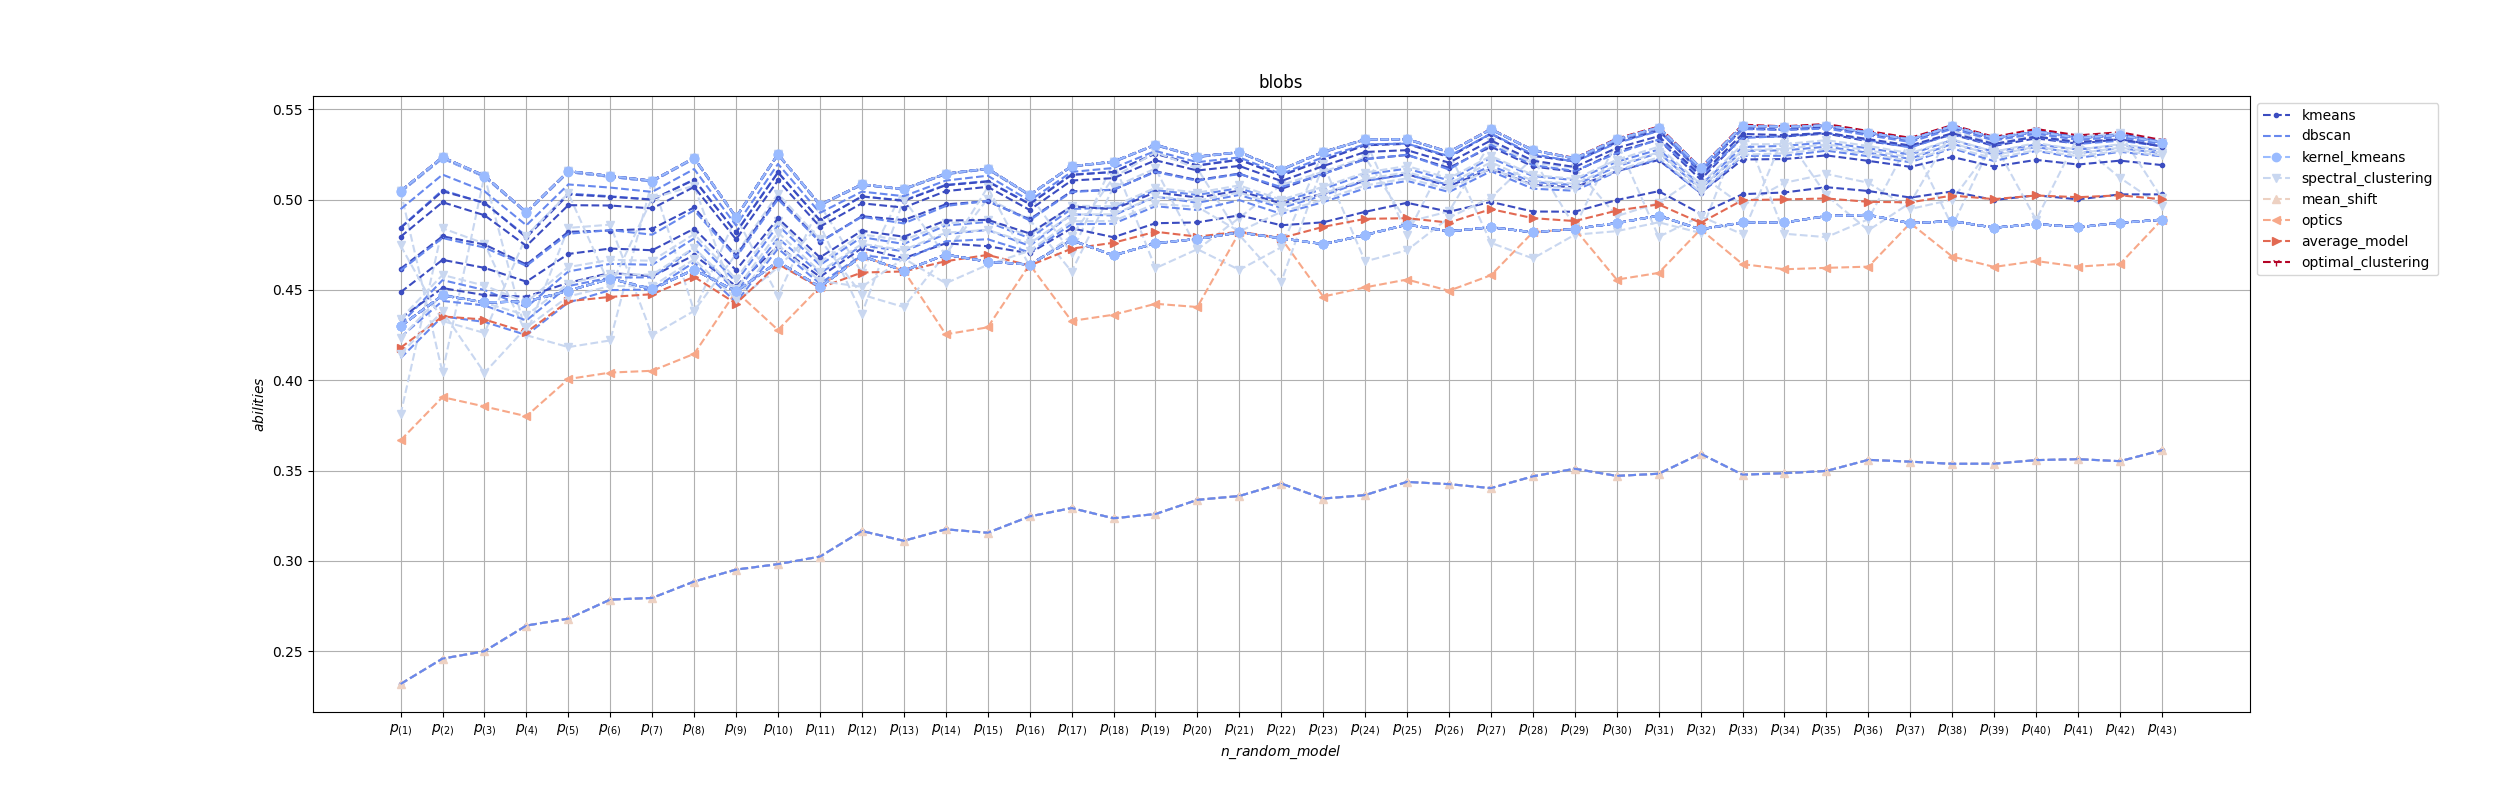 blobs
0.55
0.50
0.45
0.40
0.35
0.30
0.25
abilities
p(1) p(2) p(3) p(4) p(5) p(6) p(7) p(8) p(9) p(10) p(11) p(12) p(13) p(14) p(15) p(16) p(17) p(18) p(19) p(20) p(21) p(22) p(23) p(24) p(25) p(26) p(27) p(28) p(29) p(30) p(31) p(32) p(33) p(34) p(35) p(36) p(37) p(38) p(39) p(40) p(41) p(42) p(43)
n_random_model
kmeans
dbscan
kernel_kmeans
spectral_clustering
mean_shift
optics
average_model
optimal_clustering